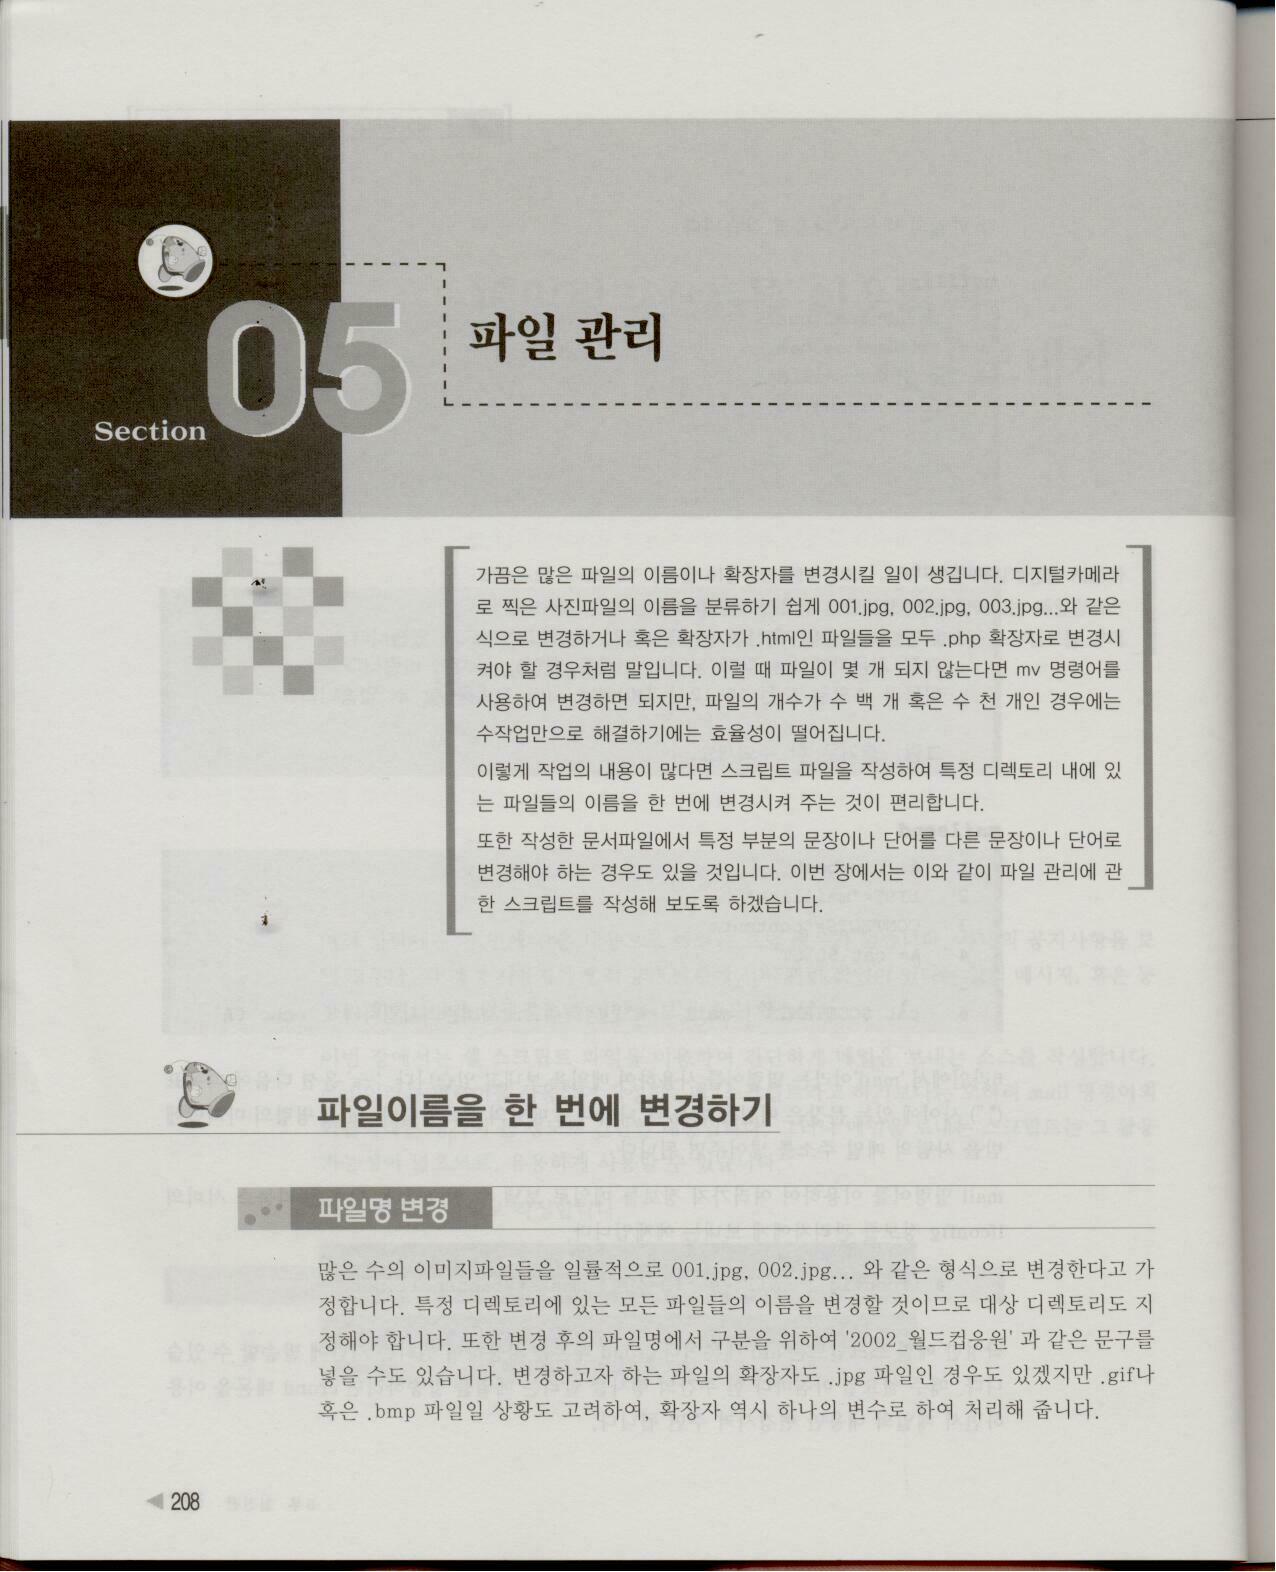 Section
05
파일 관리
가끔은 많은 파일의 이름이나 확장자를 변경시킬 일이 생깁니다. 디지털카메라
로 찍은 사진파일의 이름을 분류하기 쉽게 001.jpg, 002.jpg, 003.jpg...와 같은
식으로 변경하거나 혹은 확장자가 .html인 파일들을 모두 .php 확장자로 변경시
켜야 할 경우처럼 말입니다. 이럴 때 파일이 몇 개 되지 않는다면 mv 명령어를
사용하여 변경하면 되지만, 파일의 개수가 수 백 개 혹은 수 천 개인 경우에는
수작업만으로 해결하기에는 효율성이 떨어집니다.
이렇게 작업의 내용이 많다면 스크립트 파일을 작성하여 특정 디렉토리 내에 있
는 파일들의 이름을 한 번에 변경시켜 주는 것이 편리합니다.
또한 작성한 문서파일에서 특정 부분의 문장이나 단어를 다른 문장이나 단어로
변경해야 하는 경우도 있을 것입니다. 이번 장에서는 이와 같이 파일 관리에 관
한 스크립트를 작성해 보도록 하겠습니다.
파일이름을 한 번에 변경하기
파일명 변경
많은 수의 이미지파일들을 일률적으로 001.jpg, 002.jpg... 와 같은 형식으로 변경한다고 가
정합니다. 특정 디렉토리에 있는 모든 파일들의 이름을 변경할 것이므로 대상 디렉토리도 지
정해야 합니다. 또한 변경 후의 파일명에서 구분을 위하여 '2002_월드컵응원' 과 같은 문구를
넣을 수도 있습니다. 변경하고자 하는 파일의 확장자도 .jpg 파일인 경우도 있겠지만 .gif나
혹은 .bmp 파일일 상황도 고려하여, 확장자 역시 하나의 변수로 하여 처리해 줍니다.
◀ 208